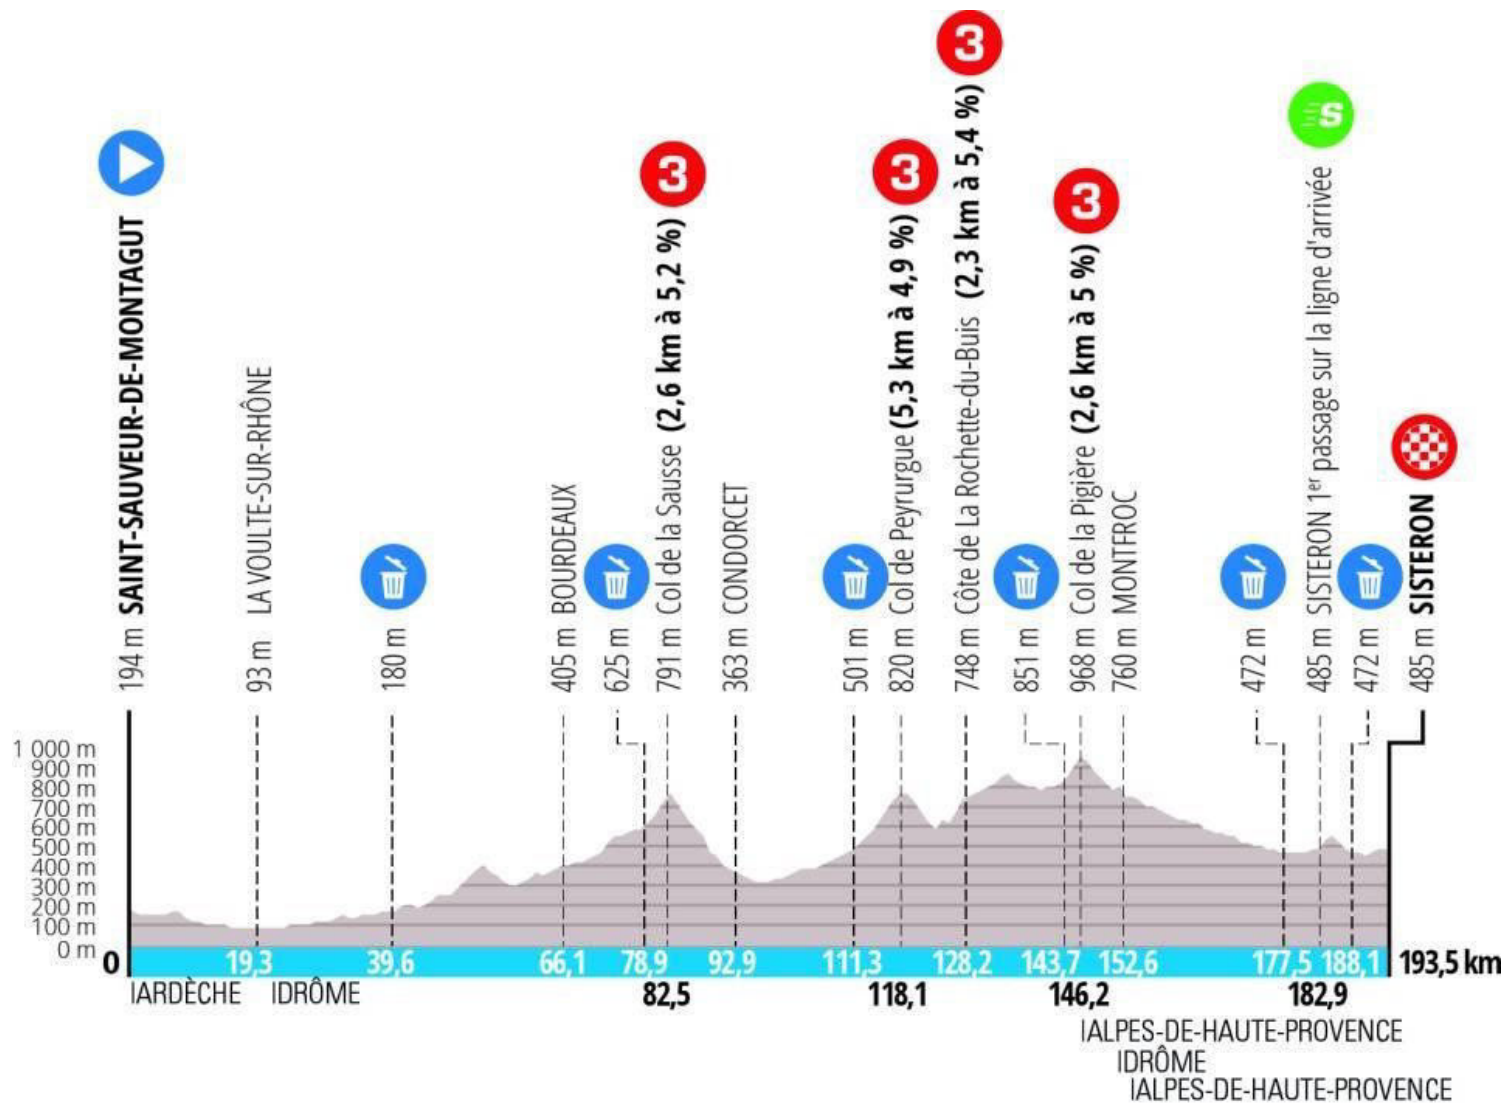 3
3
3
3
S
194 m SAINT-SAUVEUR-DE-MONTAGUT
93 m LA VOULTE-SUR-RHÔNE
180 m
405 m BOURDEAUX
625 m
791 m Col de la Sausse (2,6 km à 5,2 %)
363 m CONDORCET
501 m
820 m Col de Peyrurgue (5,3 km à 4,9 %)
748 m Côte de La Rochette-du-Buis (2,3 km à 5,4 %)
851 m
968 m Col de la Pigière (2,6 km à 5 %)
760 m MONTFROC
472 m
485 m SISTERON 1er passage sur la ligne d'arrivée
472 m
485 m SISTERON
1 000 m
900 m
800 m
700 m
600 m
500 m
400 m
300 m
200 m
100 m
0 m
0 19,3 39,6 66,1 78,9 92,9 111,3 128,2 143,7 152,6 177,5 188,1 193,5 km
82,5 118,1 146,2 182,9
ARDÈCHE DRÔME
ALPES-DE-HAUTE-PROVENCE
DRÔME
ALPES-DE-HAUTE-PROVENCE